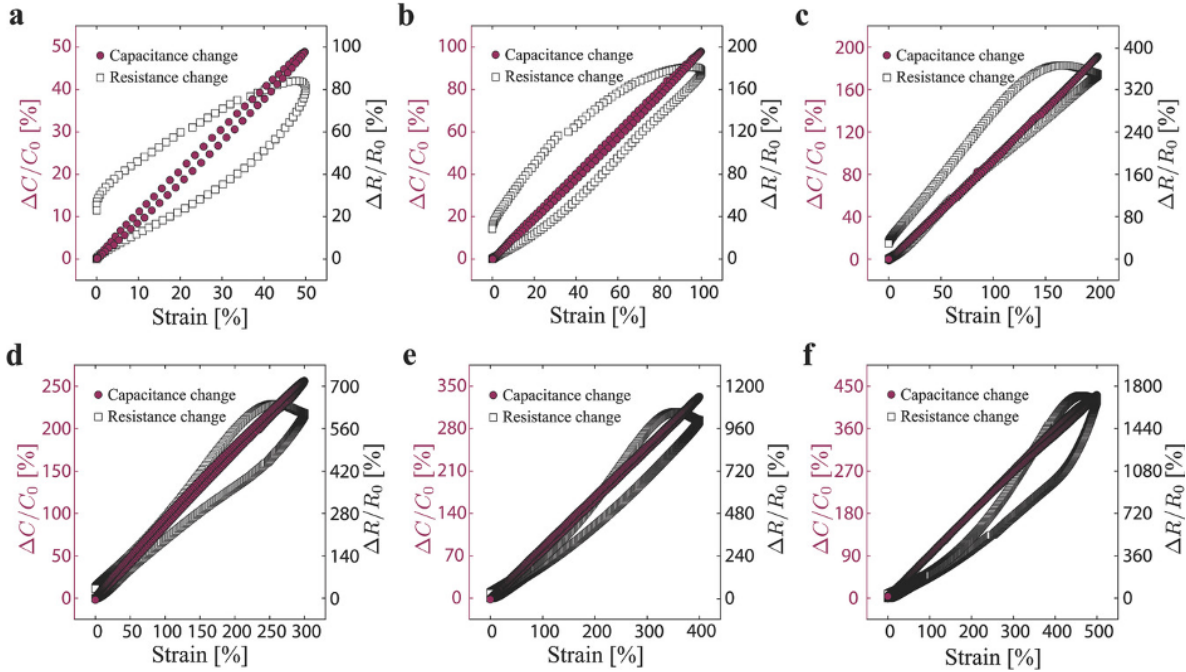 a
50
40
30
20
10
0
ΔC/C₀ [%]
● Capacitance change
□ Resistance change
100
80
60
40
20
0
ΔR/R₀ [%]
0 10 20 30 40 50
Strain [%]
b
100
80
60
40
20
0
ΔC/C₀ [%]
● Capacitance change
□ Resistance change
200
160
120
80
40
0
ΔR/R₀ [%]
0 20 40 60 80 100
Strain [%]
c
200
160
120
80
40
0
ΔC/C₀ [%]
● Capacitance change
□ Resistance change
400
320
240
160
80
0
ΔR/R₀ [%]
0 50 100 150 200
Strain [%]
d
250
200
150
100
50
0
ΔC/C₀ [%]
● Capacitance change
□ Resistance change
700
560
420
280
140
0
ΔR/R₀ [%]
0 50 100 150 200 250 300
Strain [%]
e
350
280
210
140
70
0
ΔC/C₀ [%]
● Capacitance change
□ Resistance change
1200
960
720
480
240
0
ΔR/R₀ [%]
0 100 200 300 400
Strain [%]
f
450
360
270
180
90
0
ΔC/C₀ [%]
● Capacitance change
□ Resistance change
1800
1440
1080
720
360
0
ΔR/R₀ [%]
0 100 200 300 400 500
Strain [%]